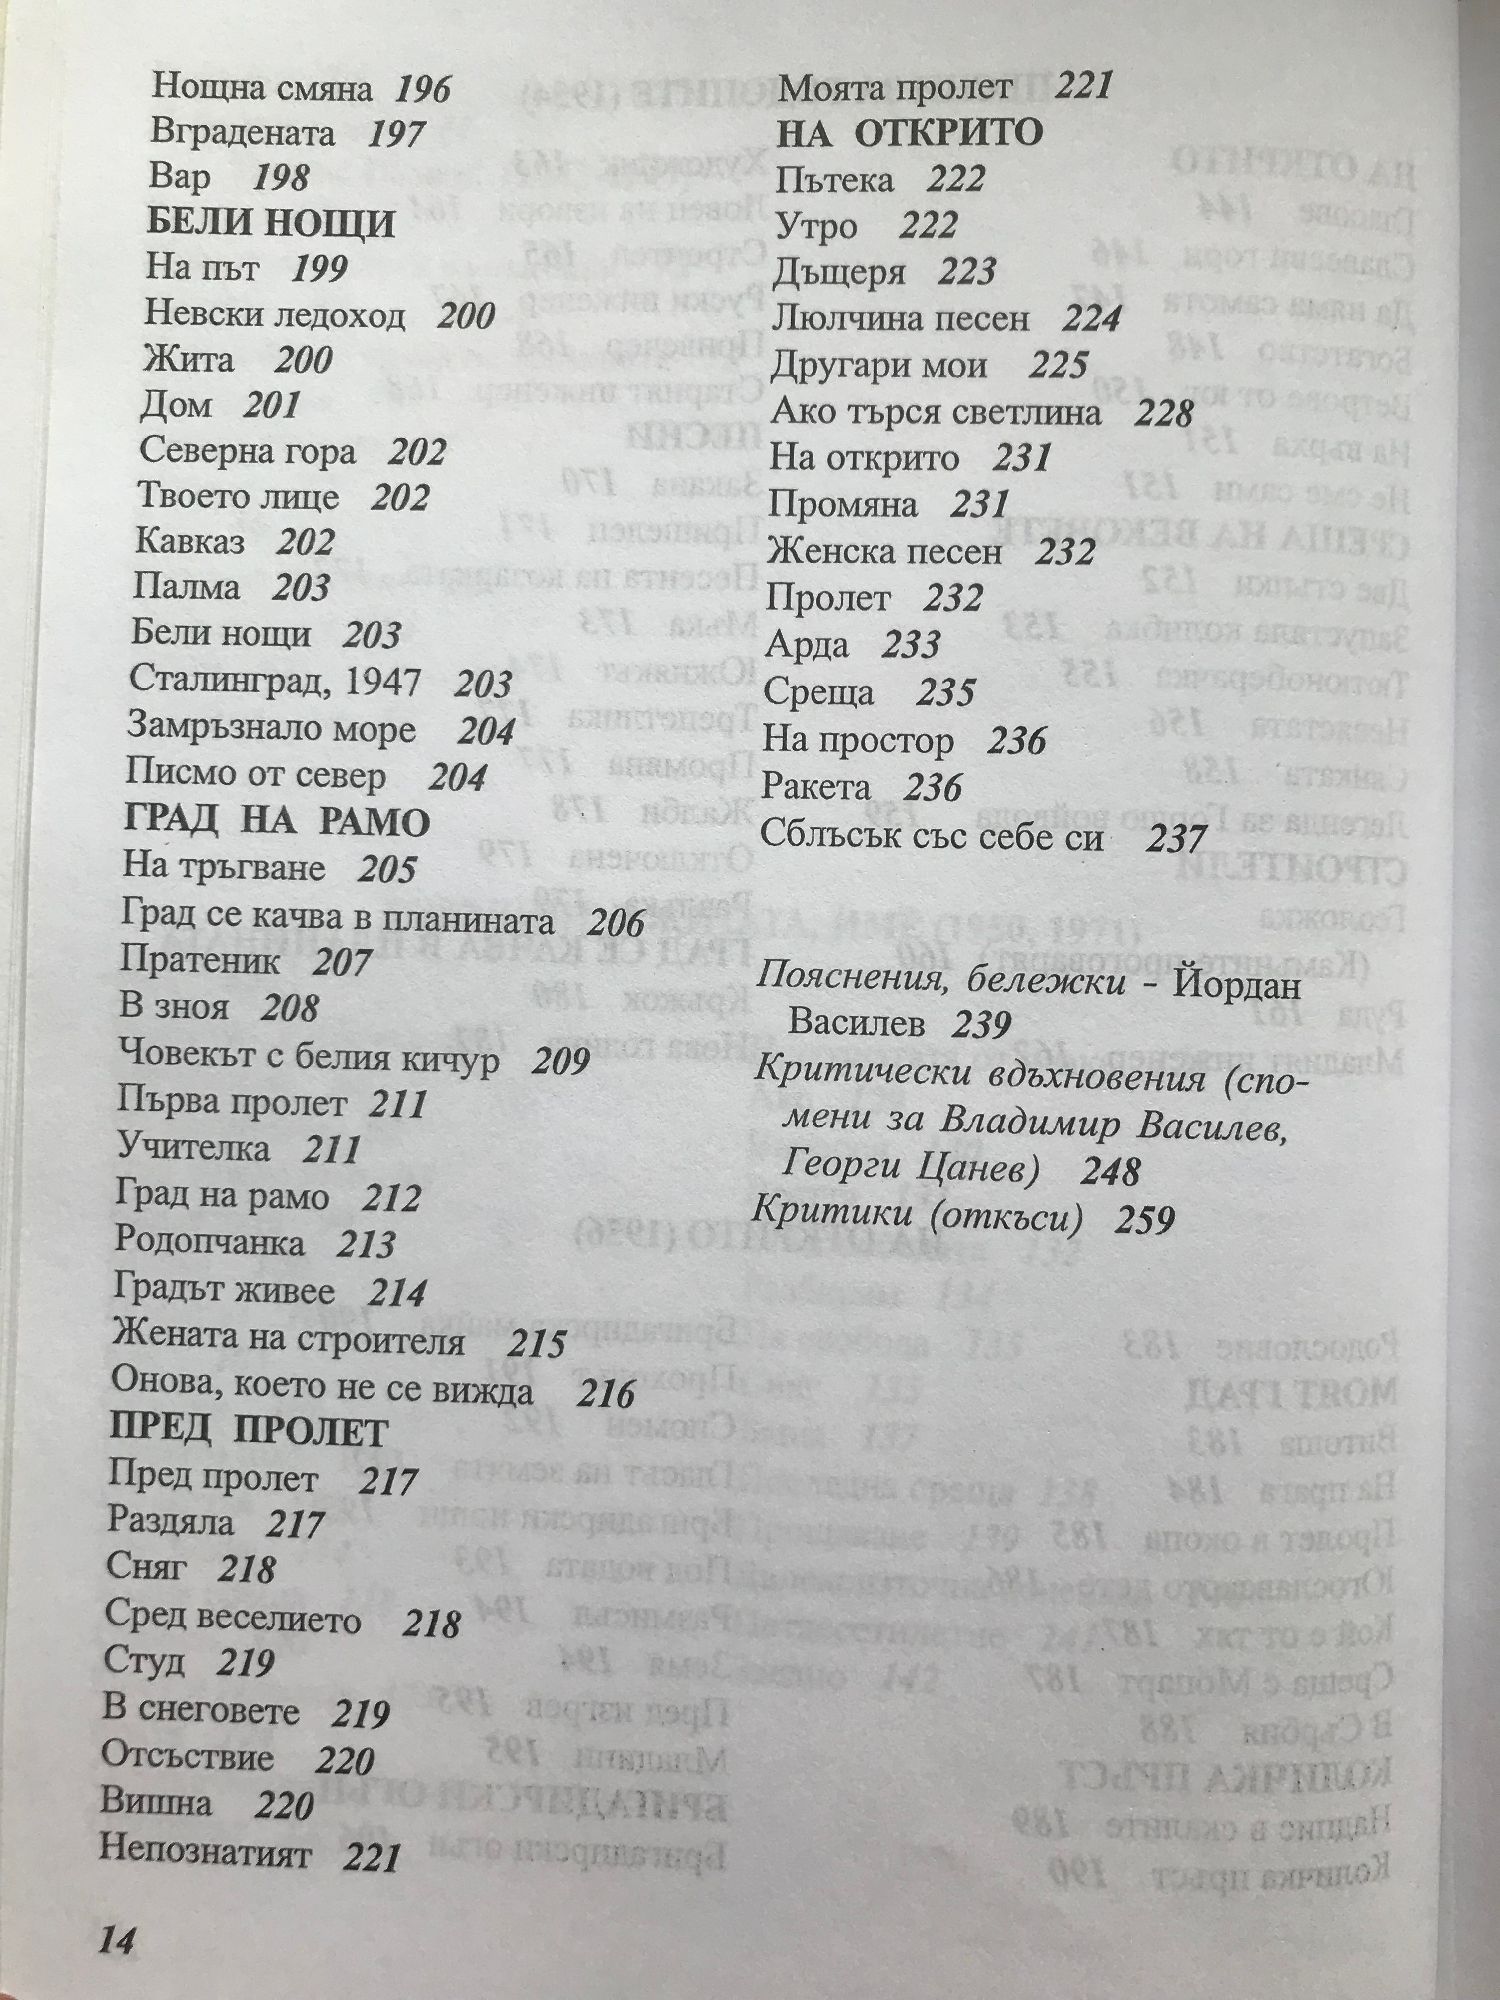 Нощна смяна 196
Вградената 197
Вар 198
БЕЛИ НОЩИ
На път 199
Невски ледоход 200
Жита 200
Дом 201
Северна гора 202
Твоето лице 202
Кавказ 202
Палма 203
Бели нощи 203
Сталинград, 1947 203
Замръзнало море 204
Писмо от север 204
ГРАД НА РАМО
На тръгване 205
Град се качва в планината 206
Пратеник 207
В зноя 208
Човекът с белия кичур 209
Първа пролет 211
Учителка 211
Град на рамо 212
Родопчанка 213
Градът живее 214
Жената на строителя 215
Онова, което не се вижда 216
ПРЕД ПРОЛЕТ
Пред пролет 217
Раздяла 217
Сняг 218
Сред веселието 218
Студ 219
В снеговете 219
Отсъствие 220
Вишна 220
Непознатият 221
14
Моята пролет 221
НА ОТКРИТО
Пътека 222
Утро 222
Дъщеря 223
Люлчина песен 224
Другари мои 225
Ако търся светлина 228
На открито 231
Промяна 231
Женска песен 232
Пролет 232
Арда 233
Среща 235
На простор 236
Ракета 236
Сблъсък със себе си 237
Пояснения, бележки - Йордан
Василев 239
Критически вдъхновения (спо-
мени за Владимир Василев,
Георги Цанев) 248
Критики (откъси) 259